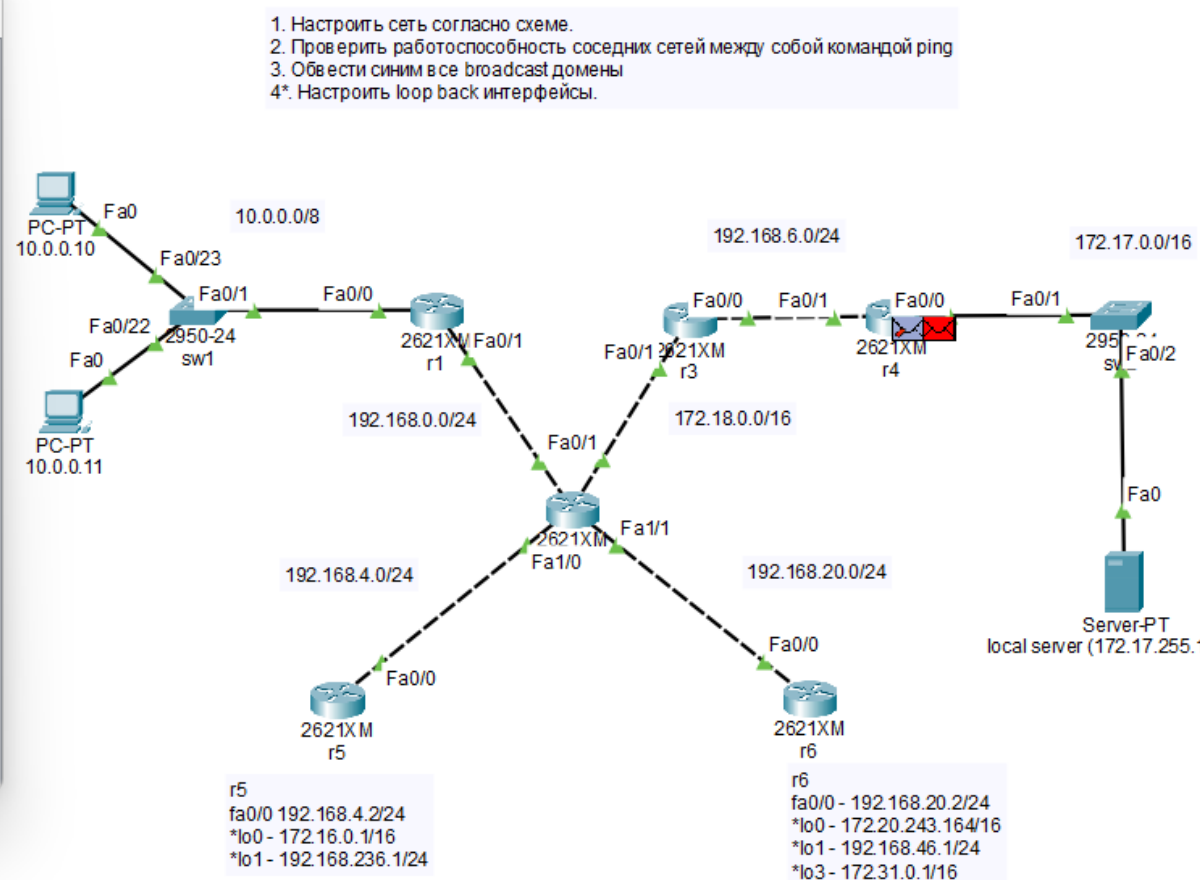 1. Настроить сеть согласно схеме.
2. Проверить работоспособность соседних сетей между собой командой ping
3. Обвести синим все broadcast домены
4*. Настроить loop back интерфейсы.
Fa0
PC-PT
10.0.0.10
10.0.0.0/8
Fa0/23
Fa0/1
Fa0/0
Fa0/22
2950-24
sw1
Fa0
PC-PT
10.0.0.11
2621XM
r1
Fa0/1
192.168.0.0/24
192.168.6.0/24
172.17.0.0/16
Fa0/0
Fa0/1
Fa0/0
Fa0/1
Fa0/1
2621XM
r3
2621XM
r4
Fa0/2
172.18.0.0/16
Fa0/1
Fa0
2621XM
Fa1/1
Fa1/0
192.168.4.0/24
192.168.20.0/24
Server-PT
local server (172.17.255.1
Fa0/0
Fa0/0
2621XM
r5
2621XM
r6
r5
fa0/0 192.168.4.2/24
*lo0 - 172.16.0.1/16
*lo1 - 192.168.236.1/24
r6
fa0/0 - 192.168.20.2/24
*lo0 - 172.20.243.164/16
*lo1 - 192.168.46.1/24
*lo3 - 172.31.0.1/16